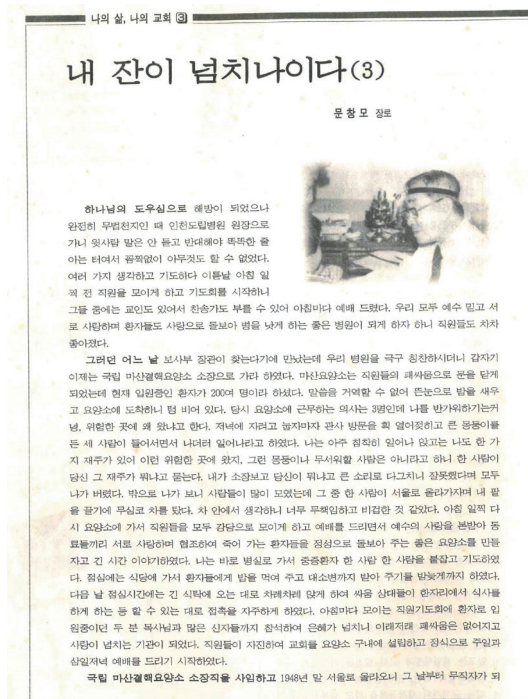 나의 삶, 나의 교회 3
내 잔이 넘치나이다(3)
문 창 모 장로
하나님의 도우심으로 해방이 되었으나
완전히 무법천지인 때 인천도립병원 원장으로
가니 윗사람 말은 안 듣고 반대해야 똑똑한 줄
아는 터여서 꼼짝없이 아무것도 할 수 없었다.
여러 가지 생각하고 기도하다 이튿날 아침 일
찍 전 직원을 모이게 하고 기도회를 시작하니
그들 중에는 교인도 있어서 찬송가도 부를 수 있어 아침마다 예배 드렸다. 우리 모두 예수 믿고 서
로 사랑하며 환자들도 사랑으로 돌보아 병을 낫게 하는 좋은 병원이 되게 하자 하니 직원들도 차차
좋아졌다.
그러던 어느 날 보사부 장관이 찾는다기에 만났는데 우리 병원을 극구 칭찬하시더니 갑자기
이제는 국립 마산결핵요양소 소장으로 가라 하였다. 마산요양소는 직원들의 패싸움으로 문을 닫게
되었는데 현재 입원중인 환자가 200여 명이라 하셨다. 말씀을 거역할 수 없어 뜬눈으로 밤을 새우
고 요양소에 도착하니 텅 비어 있다. 당시 요양소에 근무하는 의사는 3명인데 나를 반가워하기는커
녕, 위험한 곳에 왜 왔냐고 한다. 저녁에 자려고 눕자마자 관사 방문을 확 열어젖히고 큰 몽둥이를
든 세 사람이 들어서면서 나더러 일어나라고 하였다. 나는 아주 침착히 일어나 앉고는 나도 한 가
지 재주가 있어 이런 위험한 곳에 왔지, 그런 몽둥이나 무서워할 사람은 아니라고 하니 한 사람이
당신 그 재주가 뭐냐고 묻는다. 내가 소장보고 당신이 뭐냐고 큰 소리로 다그치니 잘못했다며 모두
나가 버렸다. 밖으로 나가 보니 사람들이 많이 모였는데 그 중 한 사람이 서울로 올라가자며 내 팔
을 끌기에 무심코 차를 탔다. 차 안에서 생각하니 너무 무책임하고 비겁한 것 같았다. 아침 일찍 다
시 요양소에 가서 직원들을 모두 강당으로 모이게 하고 예배를 드리면서 예수의 사랑을 본받아 동
료들끼리 서로 사랑하며 협조하여 죽어 가는 환자들을 정성으로 돌보아 주는 좋은 요양소를 만들
자고 긴 시간 이야기하였다. 나는 바로 병실로 가서 중증환자 한 사람 한 사람을 붙잡고 기도하였
다. 점심에는 식당에 가서 환자들에게 밥을 먹여 주고 대소변까지 받아 주기를 밤늦게까지 하였다.
다음 날 점심시간에는 긴 식탁에 오는 대로 차례차례 앉게 하여 싸움 상대들이 한자리에서 식사를
하게 하는 등 할 수 있는 대로 접촉을 자주하게 하였다. 아침마다 모이는 직원기도회에 환자로 입
원중이던 두 분 목사님과 많은 신자들까지 참석하여 은혜가 넘치니 이래저래 패싸움은 없어지고
사랑이 넘치는 기관이 되었다. 직원들이 자진하여 교회를 요양소 구내에 설립하고 정식으로 주일과
삼일저녁 예배를 드리기 시작하였다.
국립 마산결핵요양소 소장직을 사임하고 1948년 말 서울로 올라오니 그 날부터 무직자가 되